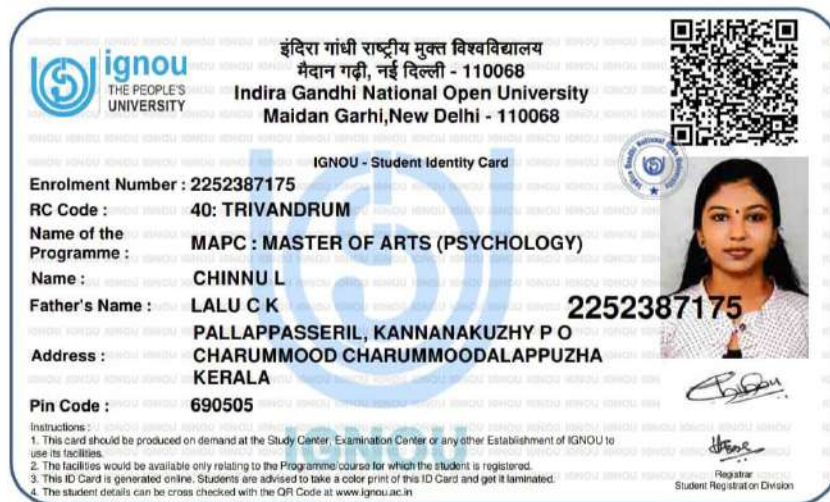 ignou
THE PEOPLE'S
UNIVERSITY
इंदिरा गांधी राष्ट्रीय मुक्त विश्वविद्यालय
मैदान गढ़ी, नई दिल्ली - 110068
Indira Gandhi National Open University
Maidan Garhi,New Delhi - 110068
IGNOU - Student Identity Card
Enrolment Number : 2252387175
RC Code : 40: TRIVANDRUM
Name of the
Programme : MAPC : MASTER OF ARTS (PSYCHOLOGY)
Name : CHINNU L
Father's Name : LALU C K
2252387175
Address : PALLAPPASSERIL, KANNANAKUZHY P O
CHARUMMOOD CHARUMMOODALAPPUZHA
KERALA
Pin Code : 690505
Instructions :
1. This card should be produced on demand at the Study Center, Examination Center or any other Establishment of IGNOU to
use its facilities.
2. The facilities would be available only relating to the Programme/course for which the student is registered.
3. This ID Card is generated online. Students are advised to take a color print of this ID Card and get it laminated.
4. The student details can be cross checked with the QR Code at www.ignou.ac.in
Registrar
Student Registration Division
IGNOU
Indira Gandhi National Open University